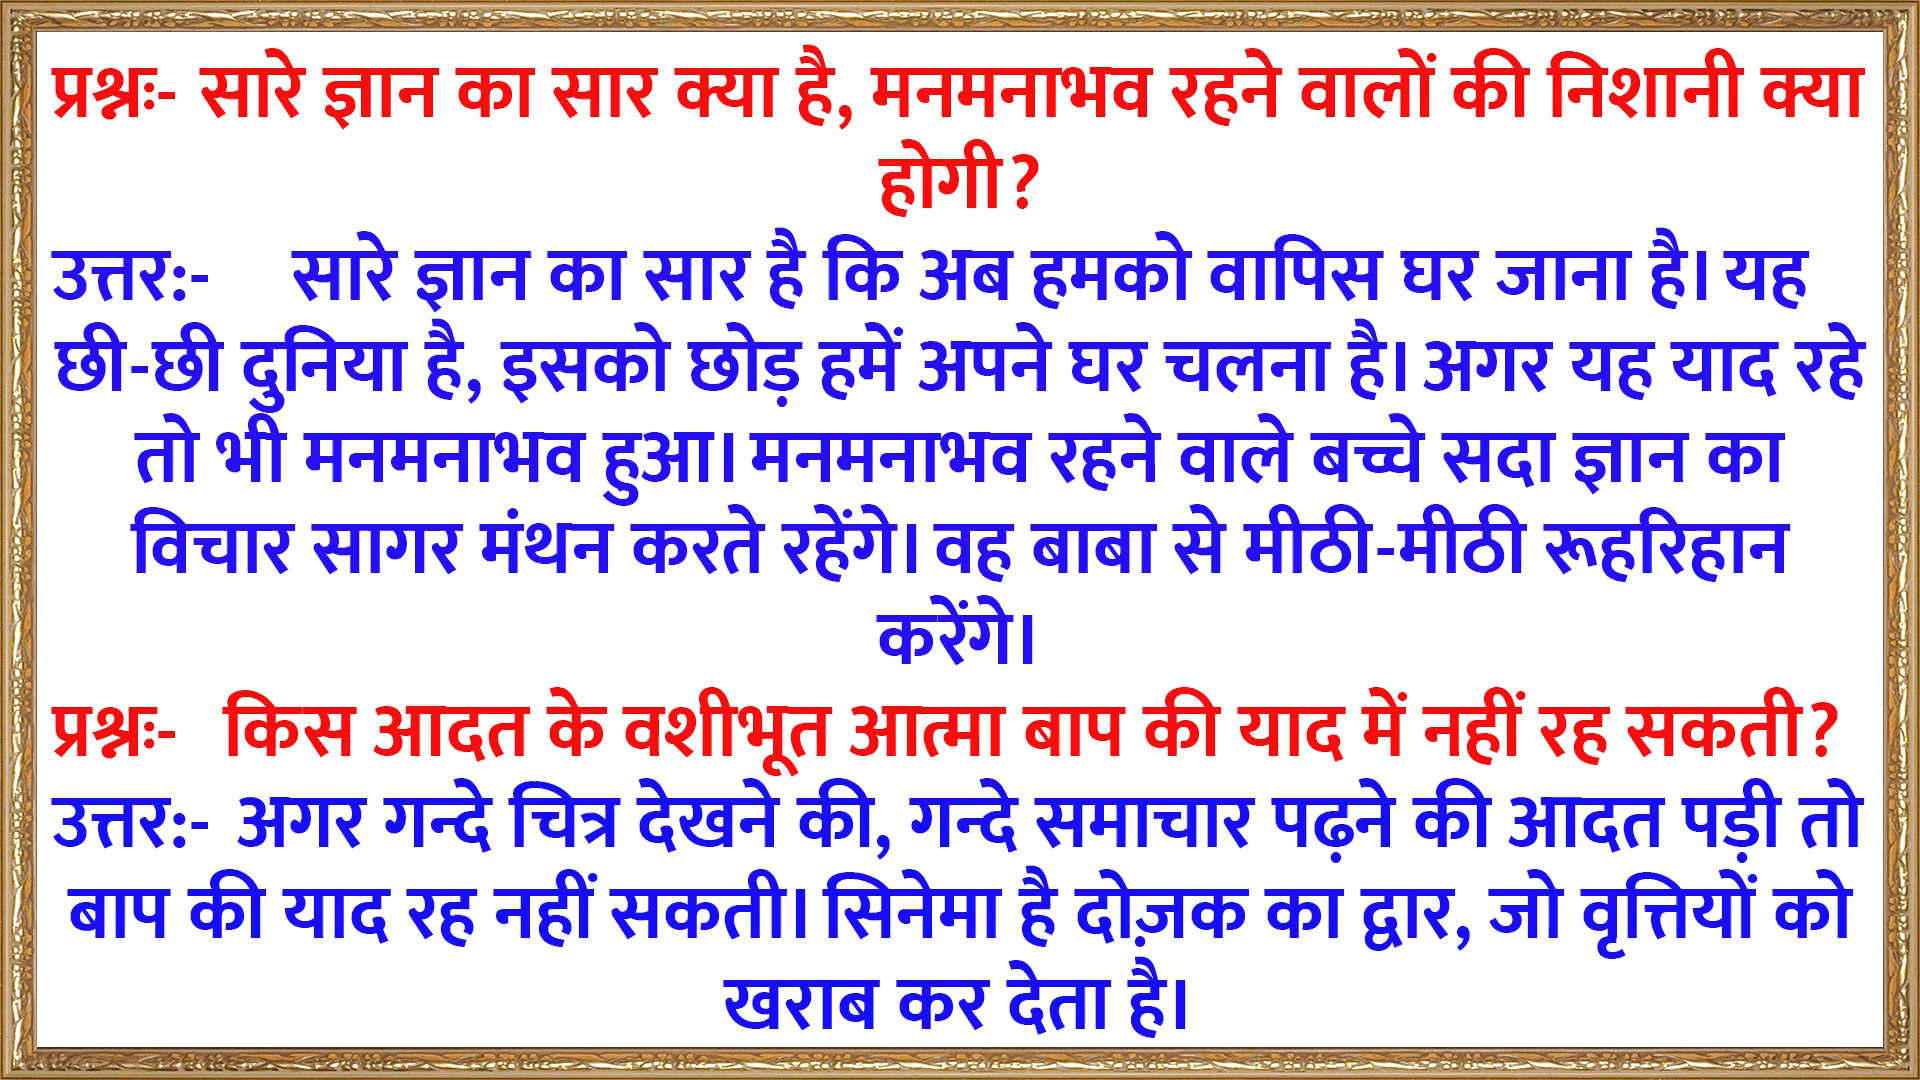 प्रश्नः- सारे ज्ञान का सार क्या है, मनमनाभव रहने वालों की निशानी क्या
होगी?
उत्तर:- सारे ज्ञान का सार है कि अब हमको वापिस घर जाना है। यह
छी-छी दुनिया है, इसको छोड़ हमें अपने घर चलना है। अगर यह याद रहे
तो भी मनमनाभव हुआ। मनमनाभव रहने वाले बच्चे सदा ज्ञान का
विचार सागर मंथन करते रहेंगे। वह बाबा से मीठी-मीठी रूहरिहान
करेंगे।
प्रश्नः- किस आदत के वशीभूत आत्मा बाप की याद में नहीं रह सकती?
उत्तर:- अगर गन्दे चित्र देखने की, गन्दे समाचार पढ़ने की आदत पड़ी तो
बाप की याद रह नहीं सकती। सिनेमा है दोज़क का द्वार, जो वृत्तियों को
खराब कर देता है।